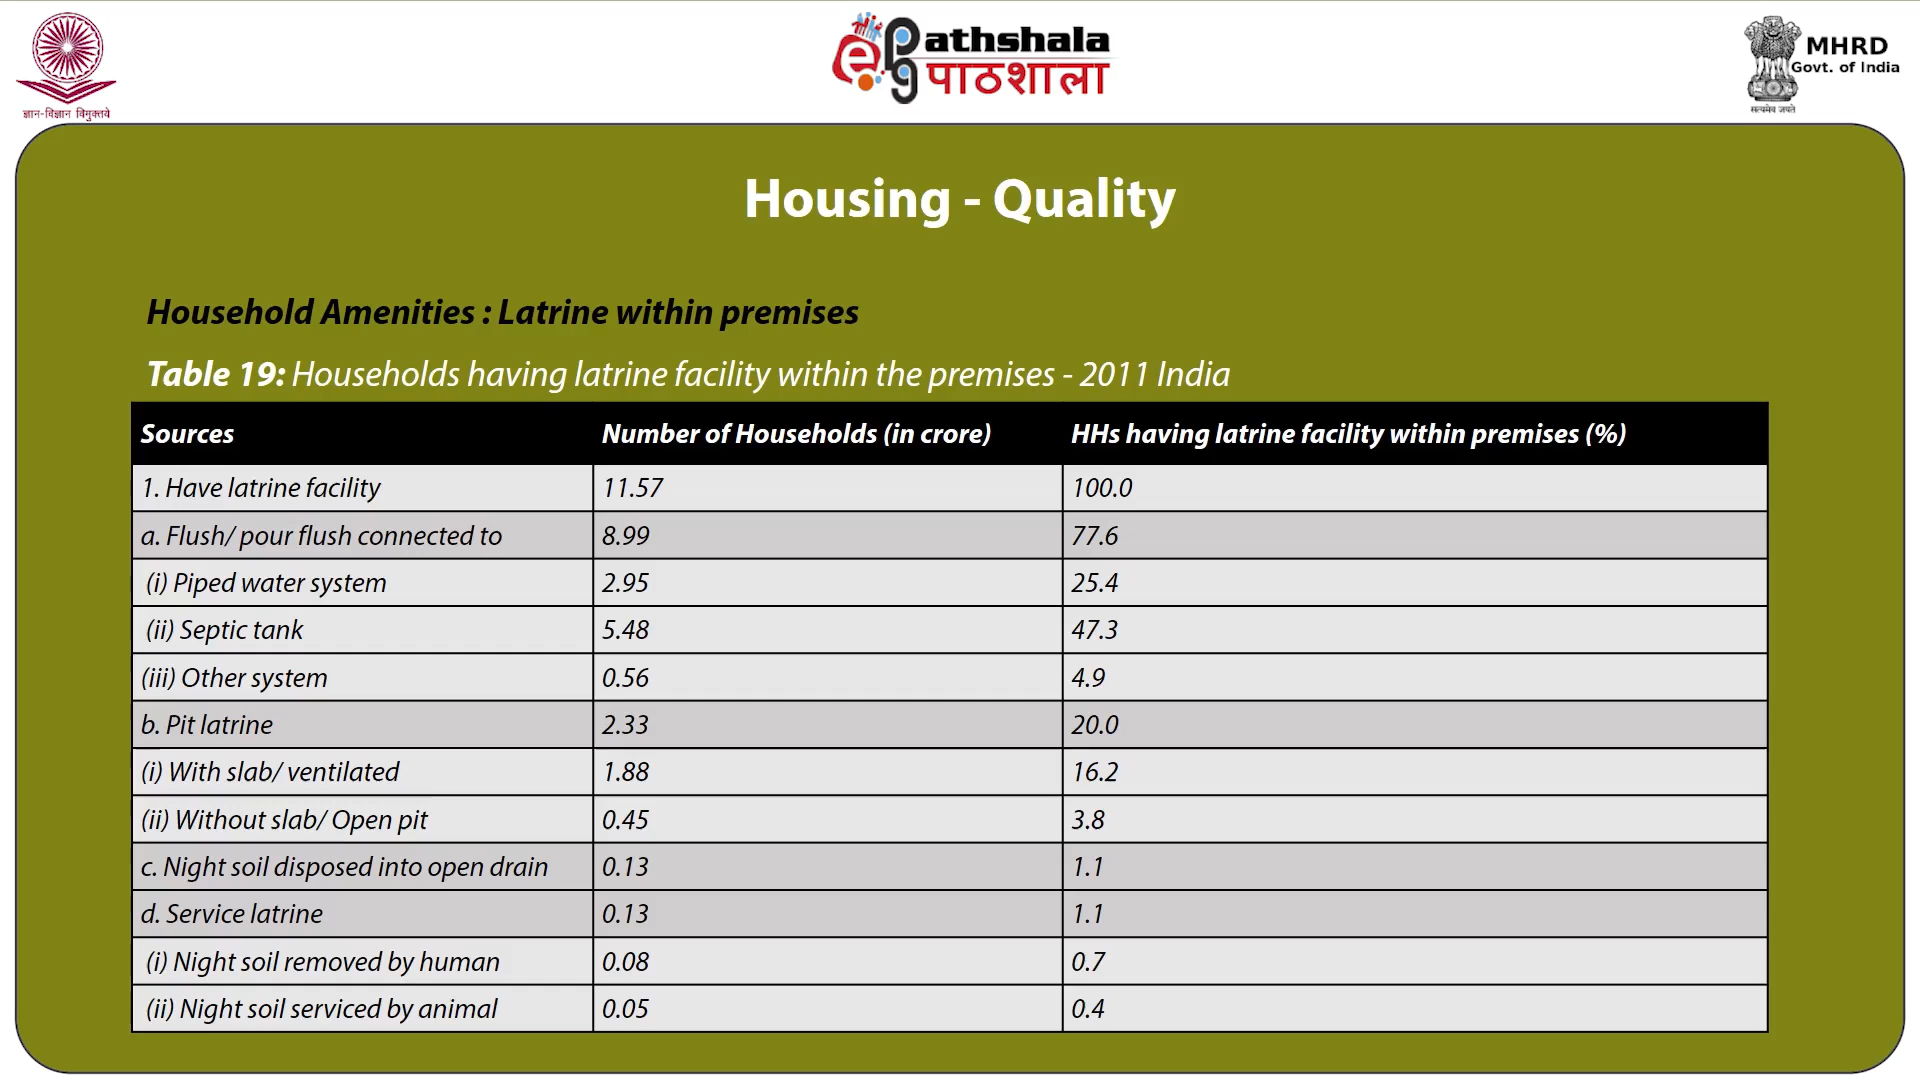 ज्ञान-विज्ञान विमुक्तये
ePG Pathshala
पाठशाला
MHRD
Govt. of India
सत्यमेव जयते
Housing - Quality
Household Amenities : Latrine within premises
Table 19: Households having latrine facility within the premises - 2011 India
Sources Number of Households (in crore) HHs having latrine facility within premises (%)
1. Have latrine facility 11.57 100.0
a. Flush/ pour flush connected to 8.99 77.6
(i) Piped water system 2.95 25.4
(ii) Septic tank 5.48 47.3
(iii) Other system 0.56 4.9
b. Pit latrine 2.33 20.0
(i) With slab/ ventilated 1.88 16.2
(ii) Without slab/ Open pit 0.45 3.8
c. Night soil disposed into open drain 0.13 1.1
d. Service latrine 0.13 1.1
(i) Night soil removed by human 0.08 0.7
(ii) Night soil serviced by animal 0.05 0.4